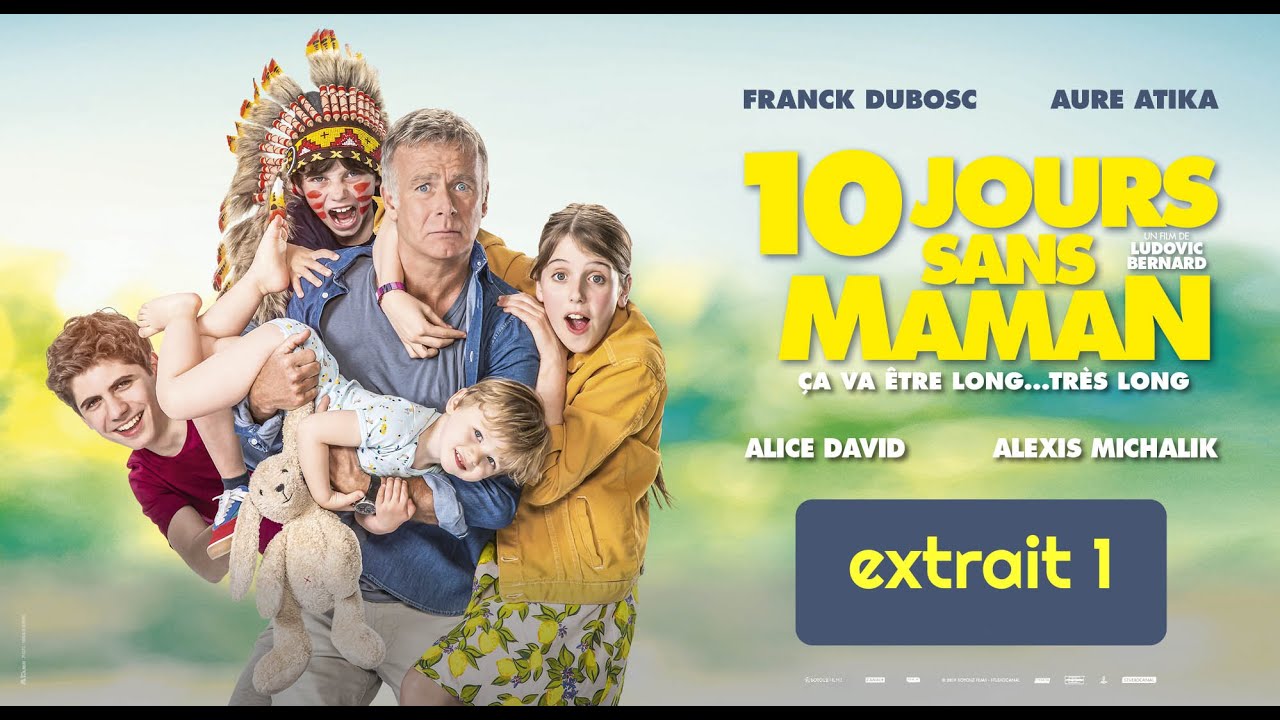 FRANCK DUBOSC AURE ATIKA
10 JOURS
SANS
MAMAN
UN FILM DE
LUDOVIC
BERNARD
ÇA VA ÊTRE LONG...TRÈS LONG
ALICE DAVID ALEXIS MICHALIK
extrait 1